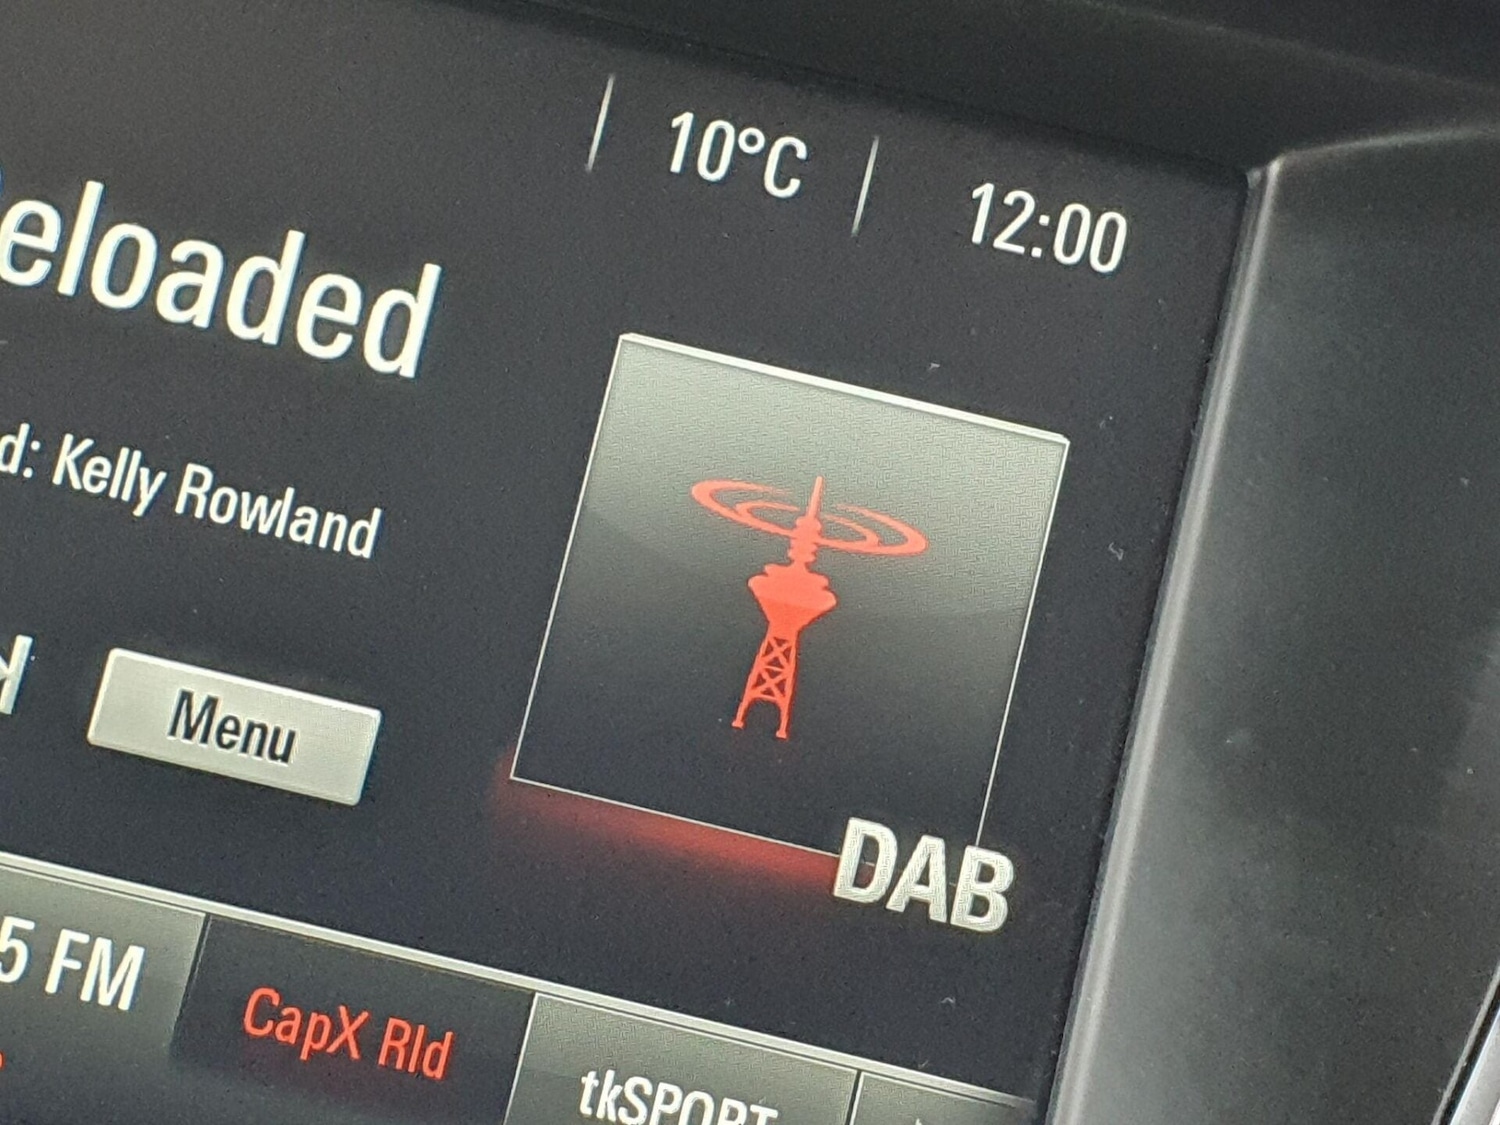 10°C 12:00
eloaded
d: Kelly Rowland
Menu
DAB
5 FM CapX Rld tkSPORT